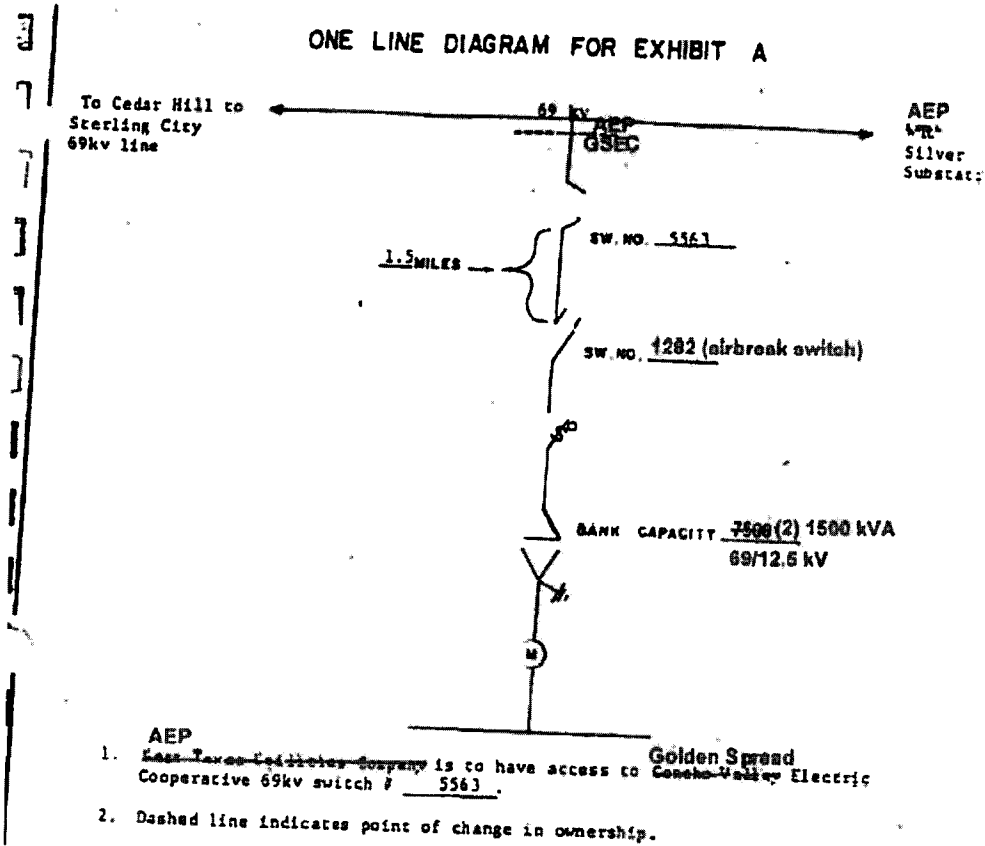 ONE LINE DIAGRAM FOR EXHIBIT A
To Cedar Hill to
Sterling City
69kv line
69 KV
AEP
GSEC
AEP
Silver
Substat
SW. NO. 5563
1.5 MILES
SW. NO. 1282 (airbreak switch)
BANK CAPACITY 7500 (2) 1500 kVA
69/12.5 kV
M
AEP
Golden Spread
1. West Texas Utilities Company is to have access to Concho Valley Electric
Cooperative 69kv switch # 5563.
2. Dashed line indicates point of change in ownership.